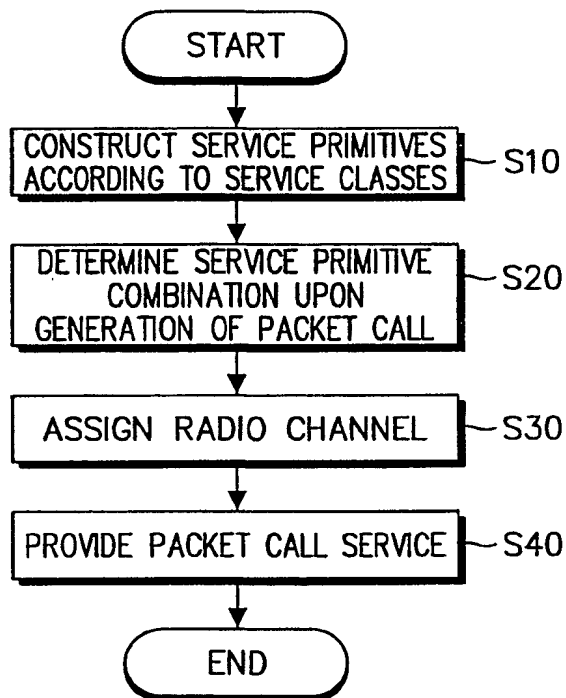 START
CONSTRUCT SERVICE PRIMITIVES
ACCORDING TO SERVICE CLASSES
S10
DETERMINE SERVICE PRIMITIVE
COMBINATION UPON
GENERATION OF PACKET CALL
S20
ASSIGN RADIO CHANNEL
S30
PROVIDE PACKET CALL SERVICE
S40
END